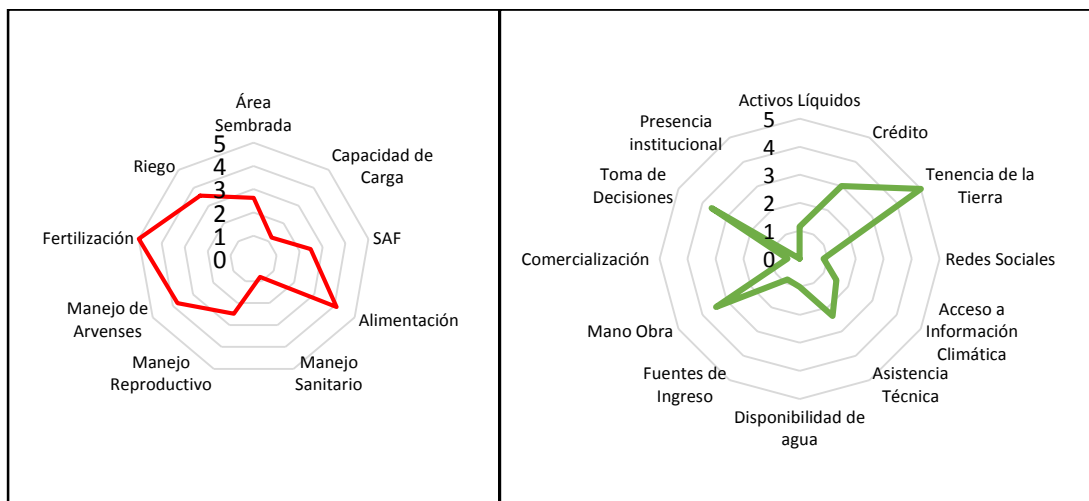 Área
Sembrada
Capacidad de
Carga
SAF
Alimentación
Manejo
Sanitario
Manejo
Reproductivo
Manejo de
Arvenses
Fertilización
Riego
5
4
3
2
1
0
Activos Líquidos
Crédito
Tenencia de la
Tierra
Redes Sociales
Acceso a
Información
Climática
Asistencia
Técnica
Disponibilidad de
agua
Fuentes de
Ingreso
Mano Obra
Comercialización
Toma de
Decisiones
Presencia
institucional
5
4
3
2
1
0